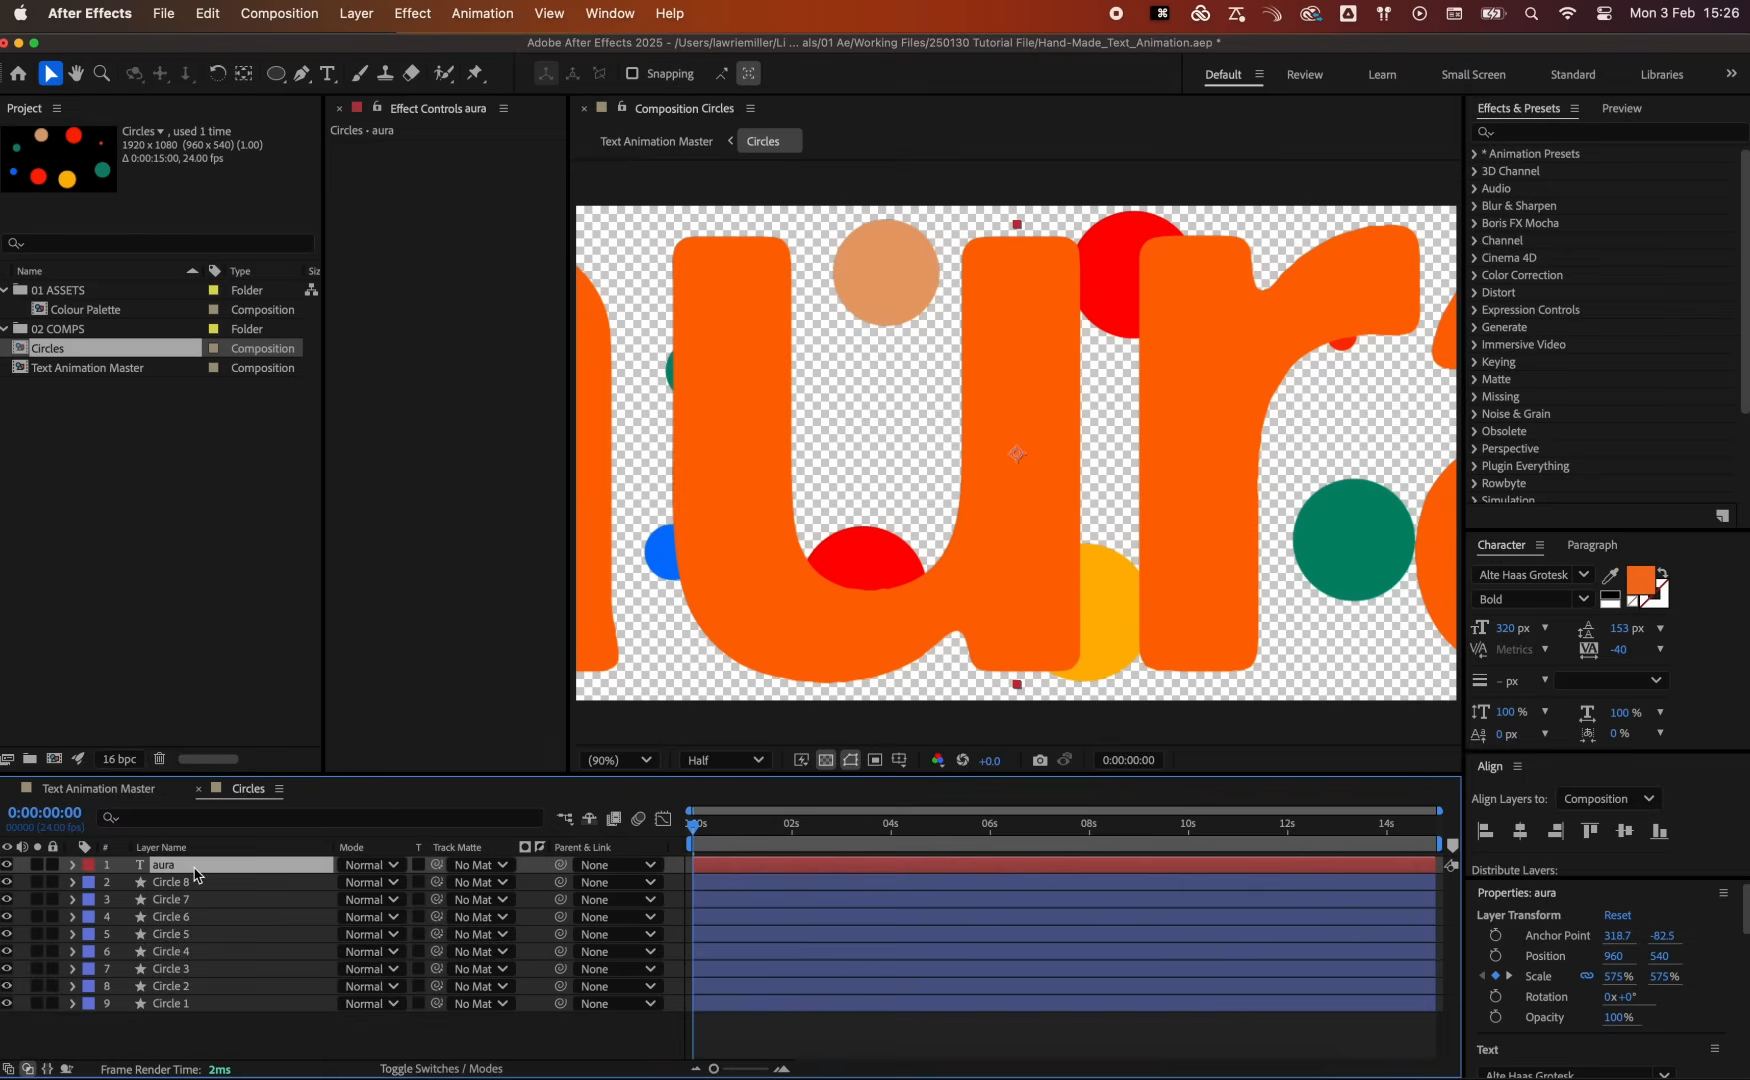 After Effects File Edit Composition Layer Effect Animation View Window Help Mon 3 Feb 15:26
Adobe After Effects 2025 - /Users/lawriemiller/Li ... als/01 Ae/Working Files/250130 Tutorial File/Hand-Made_Text_Animation.aep *
Snapping Default Review Learn Small Screen Standard Libraries
Project
Circles, used 1 time
1920 x 1080 (960 x 540) (1.00)
Δ 0:00:15:00, 24.00 fps
Name Type Siz
01 ASSETS Folder
Colour Palette Composition
02 COMPS Folder
Circles Composition
Text Animation Master Composition
16 bpc
Effect Controls aura
Circles • aura
Composition Circles
Text Animation Master Circles
ur
(90%) Half +0.0 0:00:00:00
Effects & Presets Preview
* Animation Presets
3D Channel
Audio
Blur & Sharpen
Boris FX Mocha
Channel
Cinema 4D
Color Correction
Distort
Expression Controls
Generate
Immersive Video
Keying
Matte
Missing
Noise & Grain
Obsolete
Perspective
Plugin Everything
Rowbyte
Simulation
Character Paragraph
Alte Haas Grotesk
Bold
320 px 153 px
Metrics -40
- px
100 % 100 %
0 px 0 %
Align
Align Layers to: Composition
Distribute Layers:
Properties: aura
Layer Transform Reset
Anchor Point 318.7 -82.5
Position 960 540
Scale 575% 575%
Rotation 0x+0°
Opacity 100%
Text
Alte Haas Grotesk
Text Animation Master Circles
0:00:00:00
00000 (24.00 fps)
02s 04s 06s 08s 10s 12s 14s
# Layer Name Mode T Track Matte Parent & Link
1 T aura Normal No Mat None
2 Circle 8 Normal No Mat None
3 Circle 7 Normal No Mat None
4 Circle 6 Normal No Mat None
5 Circle 5 Normal No Mat None
6 Circle 4 Normal No Mat None
7 Circle 3 Normal No Mat None
8 Circle 2 Normal No Mat None
9 Circle 1 Normal No Mat None
Frame Render Time: 2ms Toggle Switches / Modes